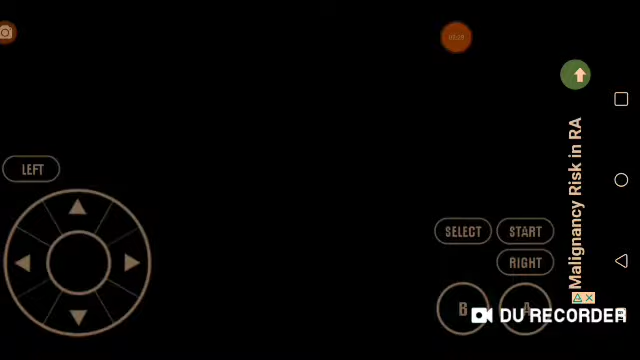 LEFT
SELECT
START
RIGHT
B
A
Malignancy Risk in RA
DU RECORDER